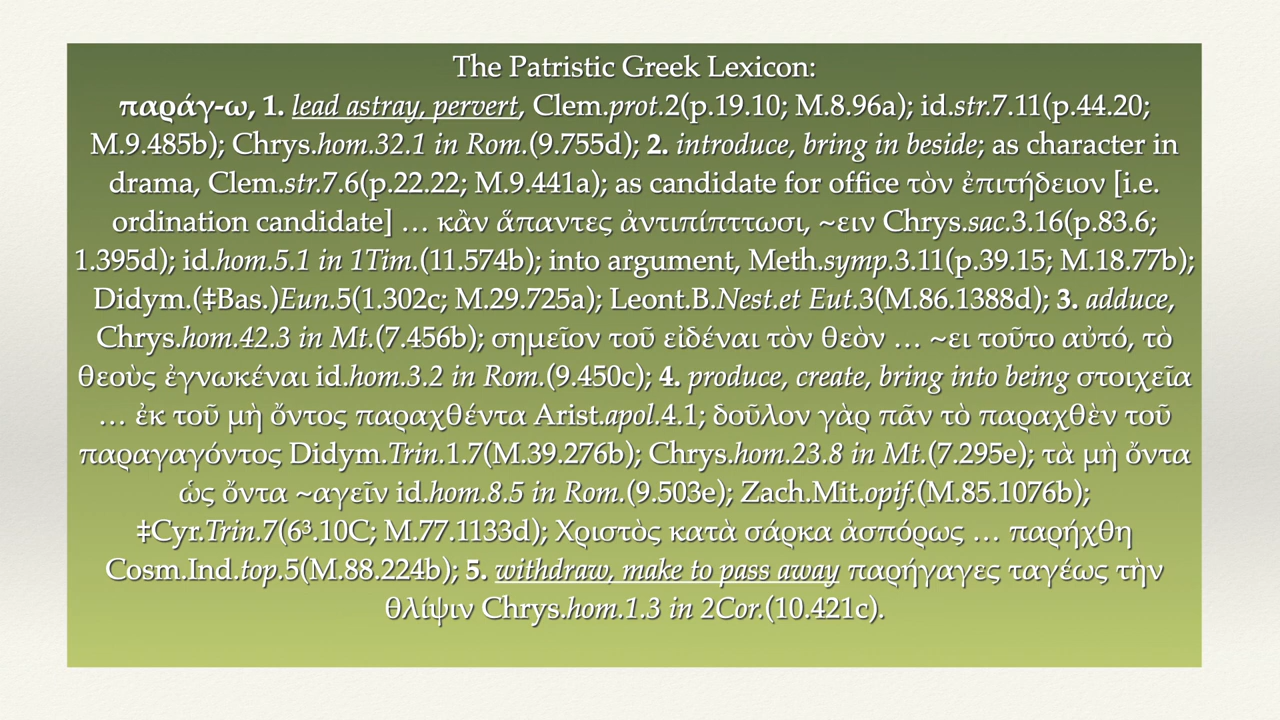 The Patristic Greek Lexicon:
παράγ-ω, 1. lead astray, pervert, Clem.prot.2(p.19.10; M.8.96a); id.str.7.11(p.44.20;
M.9.485b); Chrys.hom.32.1 in Rom.(9.755d); 2. introduce, bring in beside; as character in
drama, Clem.str.7.6(p.22.22; M.9.441a); as candidate for office τὸν ἐπιτήδειον [i.e.
ordination candidate] … κἂν ἅπαντες ἀντιπίπττωσι, ~ειν Chrys.sac.3.16(p.83.6;
1.395d); id.hom.5.1 in 1Tim.(11.574b); into argument, Meth.symp.3.11(p.39.15; M.18.77b);
Didym.(‡Bas.)Eun.5(1.302c; M.29.725a); Leont.B.Nest.et Eut.3(M.86.1388d); 3. adduce,
Chrys.hom.42.3 in Mt.(7.456b); σημεῖον τοῦ εἰδέναι τὸν θεὸν … ~ει τοῦτο αὐτό, τὸ
θεοὺς ἐγνωκέναι id.hom.3.2 in Rom.(9.450c); 4. produce, create, bring into being στοιχεῖα
… ἐκ τοῦ μὴ ὄντος παραχθέντα Arist.apol.4.1; δοῦλον γὰρ πᾶν τὸ παραχθὲν τοῦ
παραγαγόντος Didym.Trin.1.7(M.39.276b); Chrys.hom.23.8 in Mt.(7.295e); τὰ μὴ ὄντα
ὡς ὄντα ~αγεῖν id.hom.8.5 in Rom.(9.503e); Zach.Mit.opif.(M.85.1076b);
‡Cyr.Trin.7(6³.10C; M.77.1133d); Χριστὸς κατὰ σάρκα ἀσπόρως … παρήχθη
Cosm.Ind.top.5(M.88.224b); 5. withdraw, make to pass away παρήγαγες ταγέως τὴν
θλίψιν Chrys.hom.1.3 in 2Cor.(10.421c).